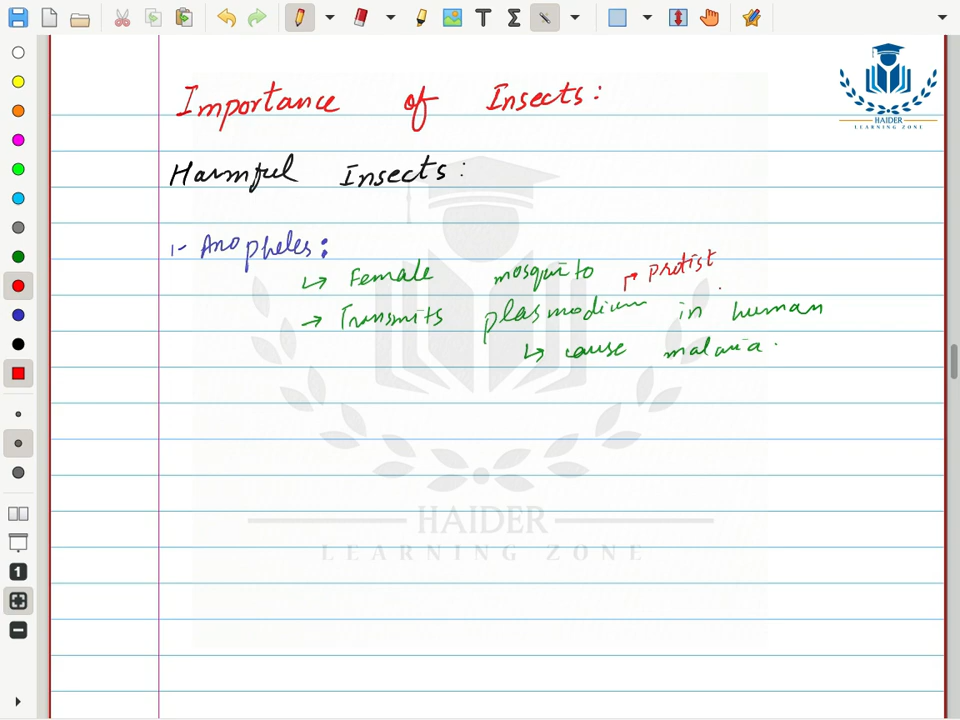 Importance of Insects:
HAIDER
LEARNING ZONE
Harmful Insects:
1- Anopheles:
↳ Female mosquito
↱ protist
→ Transmits plasmodium in human
↳ cause malaria.
HAIDER
LEARNING ZONE